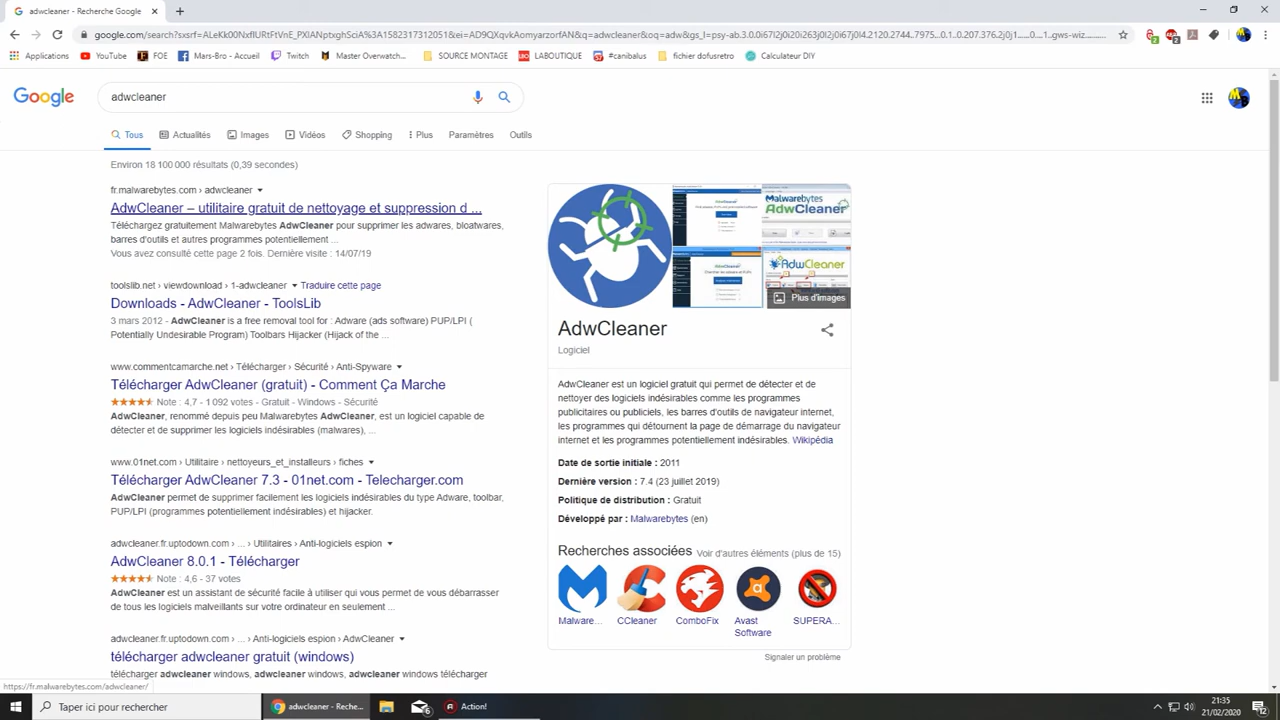 adwcleaner - Recherche Google
google.com/search?sxsrf=ALeKk00NxflURtFtVnE_PXIANptxghSciA%3A1582317312051&ei=AD9QXqVkAomyarzorfAN&q=adwcleaner&oq=adw&gs_l=psy-ab.3.0.0i67l2j0i20i263j0l2j0i67j0l4.2120.2744..7975...0.1..0.207.376.2j0j1......0....1..gws-wiz.
Applications YouTube FOE Mars-Bro - Accueil Twitch Master Overwatch... SOURCE MONTAGE LABOUTIQUE #canibalus fichier dofusretro Calculateur DIY
Google
adwcleaner
Tous Actualités Images Vidéos Shopping Plus Paramètres Outils
Environ 18 100 000 résultats (0,39 secondes)
fr.malwarebytes.com › adwcleaner
AdwCleaner – utilitaire gratuit de nettoyage et suppression d ...
Téléchargez gratuitement Malwarebytes AdwCleaner pour supprimer les adwares, bloatwares,
barres d'outils et autres programmes potentiellement ...
Vous avez consulté cette page 2 fois. Dernière visite : 14/07/19
toolslib.net › viewdownload › 1-adwcleaner Traduire cette page
Downloads - AdwCleaner - ToolsLib
3 mars 2012 - AdwCleaner is a free removal tool for : Adware (ads software) PUP/LPI (
Potentially Undesirable Program) Toolbars Hijacker (Hijack of the ...
www.commentcamarche.net › Télécharger › Sécurité › Anti-Spyware
Télécharger AdwCleaner (gratuit) - Comment Ça Marche
Note : 4,7 - 1 092 votes - Gratuit - Windows - Sécurité
AdwCleaner, renommé depuis peu Malwarebytes AdwCleaner, est un logiciel capable de
détecter et de supprimer les logiciels indésirables (malwares), ...
www.01net.com › Utilitaire › nettoyeurs_et_installeurs › fiches
Télécharger AdwCleaner 7.3 - 01net.com - Telecharger.com
AdwCleaner permet de supprimer facilement les logiciels indésirables du type Adware, toolbar,
PUP/LPI (programmes potentiellement indésirables) et hijacker.
adwcleaner.fr.uptodown.com › ... › Utilitaires › Anti-logiciels espion
AdwCleaner 8.0.1 - Télécharger
Note : 4,6 - 37 votes
AdwCleaner est un assistant de sécurité facile à utiliser qui vous permet de vous débarrasser
de tous les logiciels malveillants sur votre ordinateur en seulement ...
adwcleaner.fr.uptodown.com › ... › Anti-logiciels espion › AdwCleaner
télécharger adwcleaner gratuit (windows)
télécharger adwcleaner windows, adwcleaner windows, adwcleaner windows télécharger
https://fr.malwarebytes.com/adwcleaner/
Malwarebytes
AdwCleaner
AdwCleaner
Plus d'images
AdwCleaner
Logiciel
AdwCleaner est un logiciel gratuit qui permet de détecter et de
nettoyer des logiciels indésirables comme les programmes
publicitaires ou publiciels, les barres d'outils de navigateur internet,
les programmes qui détournent la page de démarrage du navigateur
internet et les programmes potentiellement indésirables. Wikipédia
Date de sortie initiale : 2011
Dernière version : 7.4 (23 juillet 2019)
Politique de distribution : Gratuit
Développé par : Malwarebytes (en)
Recherches associées Voir d'autres éléments (plus de 15)
Malware... CCleaner ComboFix Avast Software SUPERA...
Signaler un problème
Taper ici pour rechercher
adwcleaner - Reche...
Action!
21:35
21/02/2020